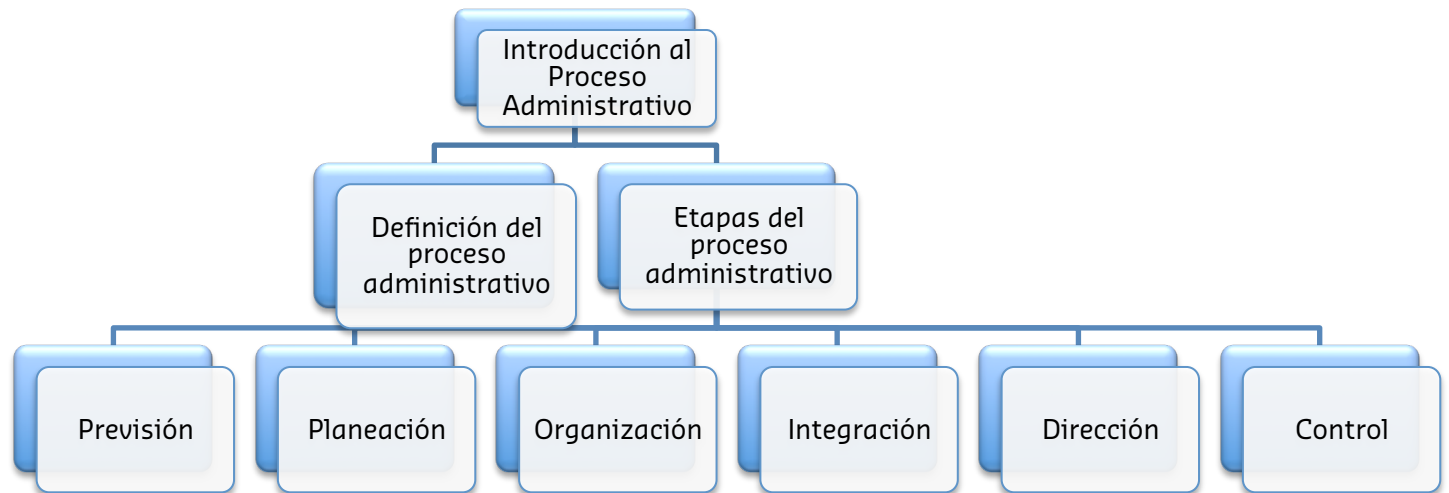 Introducción al
Proceso
Administrativo
Definición del
proceso
administrativo
Etapas del
proceso
administrativo
Previsión
Planeación
Organización
Integración
Dirección
Control